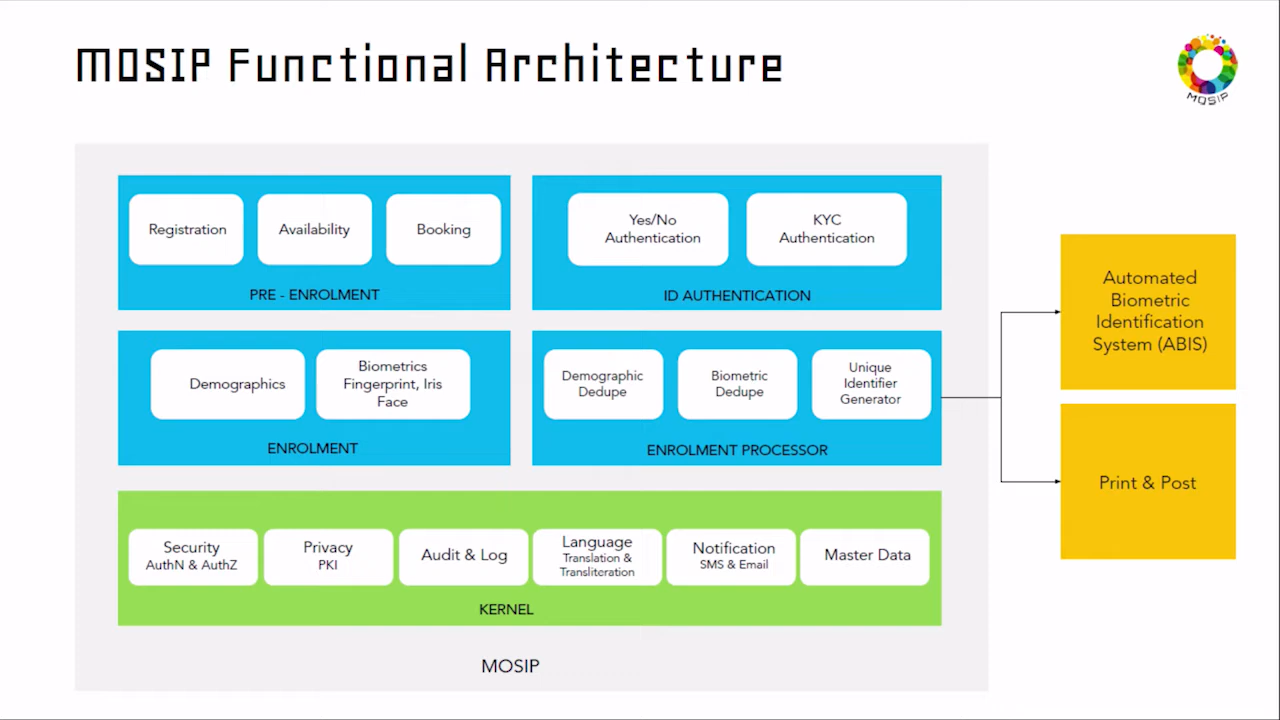 MOSIP Functional Architecture
MOSIP
Registration
Availability
Booking
PRE - ENROLMENT
Yes/No
Authentication
KYC
Authentication
ID AUTHENTICATION
Demographics
Biometrics
Fingerprint, Iris
Face
ENROLMENT
Demographic
Dedupe
Biometric
Dedupe
Unique
Identifier
Generator
ENROLMENT PROCESSOR
Automated
Biometric
Identification
System (ABIS)
Print & Post
Security
AuthN & AuthZ
Privacy
PKI
Audit & Log
Language
Translation &
Transliteration
Notification
SMS & Email
Master Data
KERNEL
MOSIP